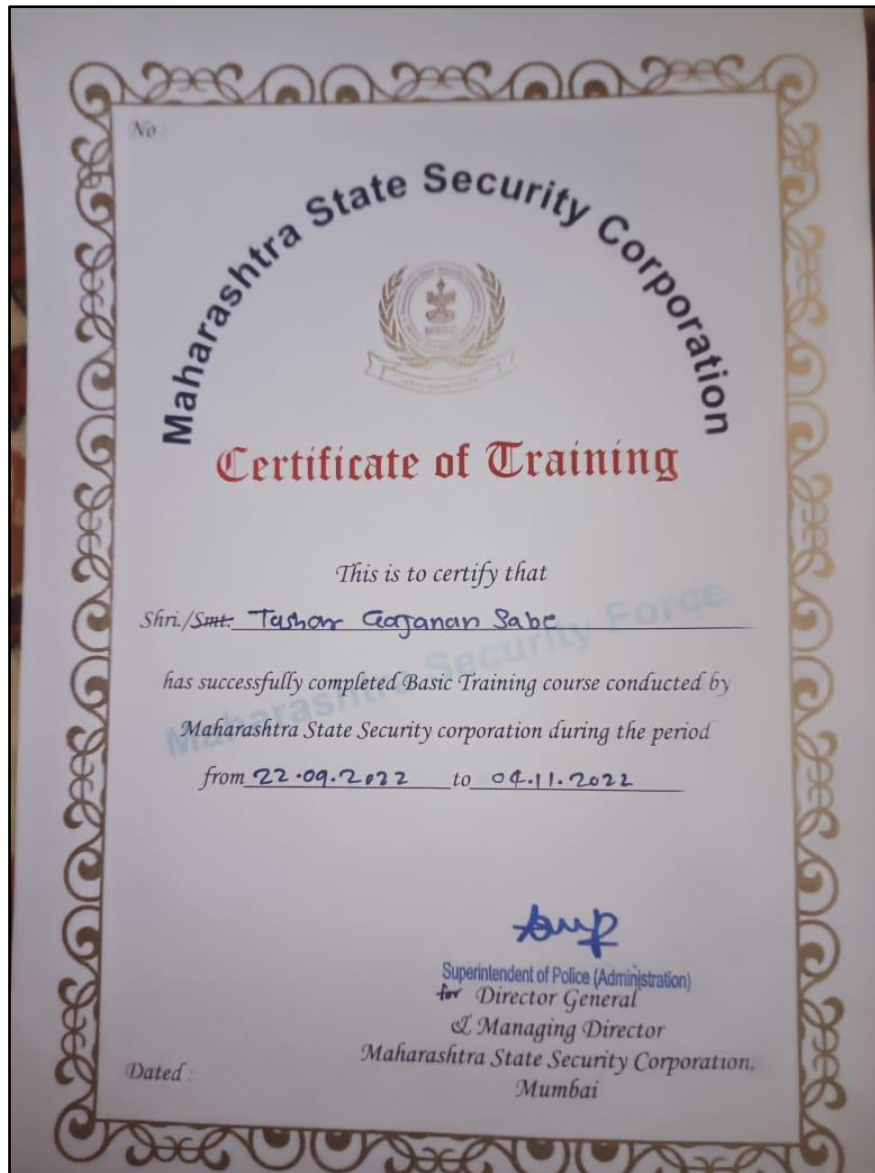 No :
Maharashtra State Security Corporation
MSSC
Certificate of Training
This is to certify that
Shri./Smt. Tushar Gajanan Sabe
Maharashtra Security Force
has successfully completed Basic Training course conducted by
Maharashtra State Security corporation during the period
from 22.09.2022 to 04.11.2022
Superintendent of Police (Administration)
for Director General
& Managing Director
Maharashtra State Security Corporation,
Mumbai
Dated :